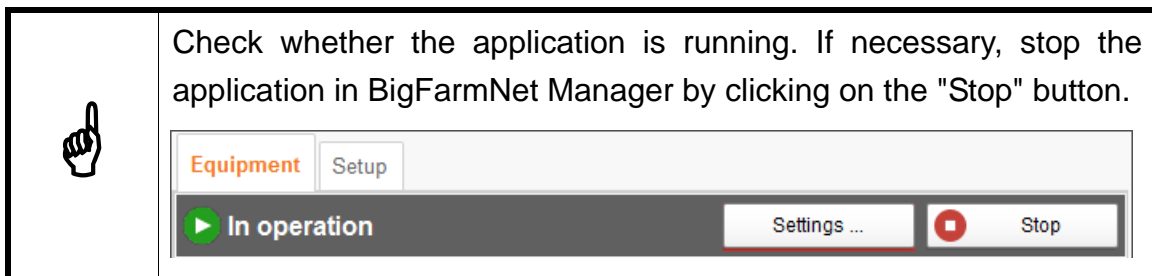 Check whether the application is running. If necessary, stop the
application in BigFarmNet Manager by clicking on the "Stop" button.
Equipment Setup
In operation Settings ... Stop